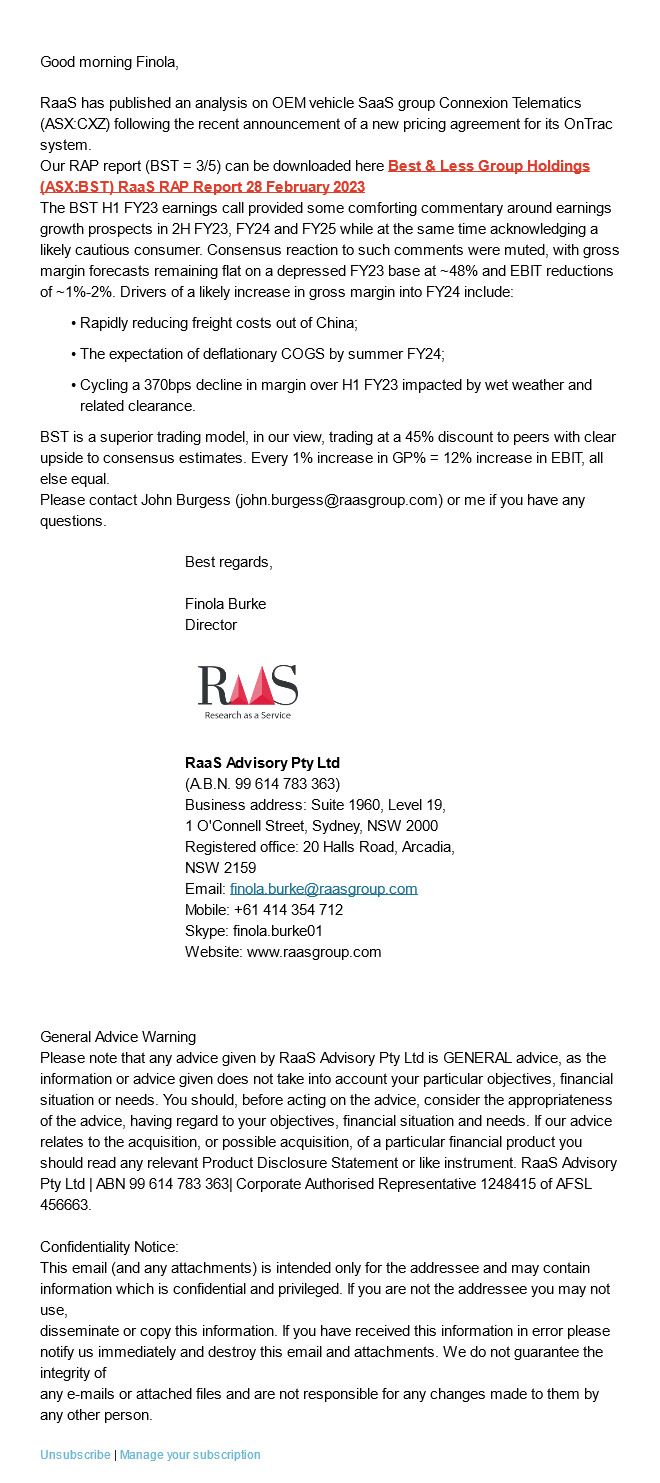 Good morning Finola,
RaaS has published an analysis on OEM vehicle SaaS group Connexion Telematics
(ASX:CXZ) following the recent announcement of a new pricing agreement for its OnTrac
system.
Our RAP report (BST = 3/5) can be downloaded here Best & Less Group Holdings
(ASX:BST) RaaS RAP Report 28 February 2023
The BST H1 FY23 earnings call provided some comforting commentary around earnings
growth prospects in 2H FY23, FY24 and FY25 while at the same time acknowledging a
likely cautious consumer. Consensus reaction to such comments were muted, with gross
margin forecasts remaining flat on a depressed FY23 base at ~48% and EBIT reductions
of ~1%-2%. Drivers of a likely increase in gross margin into FY24 include:
• Rapidly reducing freight costs out of China;
• The expectation of deflationary COGS by summer FY24;
• Cycling a 370bps decline in margin over H1 FY23 impacted by wet weather and
related clearance.
BST is a superior trading model, in our view, trading at a 45% discount to peers with clear
upside to consensus estimates. Every 1% increase in GP% = 12% increase in EBIT, all
else equal.
Please contact John Burgess (john.burgess@raasgroup.com) or me if you have any
questions.
Best regards,
Finola Burke
Director
RaaS
Research as a Service
RaaS Advisory Pty Ltd
(A.B.N. 99 614 783 363)
Business address: Suite 1960, Level 19,
1 O'Connell Street, Sydney, NSW 2000
Registered office: 20 Halls Road, Arcadia,
NSW 2159
Email: finola.burke@raasgroup.com
Mobile: +61 414 354 712
Skype: finola.burke01
Website: www.raasgroup.com
General Advice Warning
Please note that any advice given by RaaS Advisory Pty Ltd is GENERAL advice, as the
information or advice given does not take into account your particular objectives, financial
situation or needs. You should, before acting on the advice, consider the appropriateness
of the advice, having regard to your objectives, financial situation and needs. If our advice
relates to the acquisition, or possible acquisition, of a particular financial product you
should read any relevant Product Disclosure Statement or like instrument. RaaS Advisory
Pty Ltd | ABN 99 614 783 363| Corporate Authorised Representative 1248415 of AFSL
456663.
Confidentiality Notice:
This email (and any attachments) is intended only for the addressee and may contain
information which is confidential and privileged. If you are not the addressee you may not
use,
disseminate or copy this information. If you have received this information in error please
notify us immediately and destroy this email and attachments. We do not guarantee the
integrity of
any e-mails or attached files and are not responsible for any changes made to them by
any other person.
Unsubscribe | Manage your subscription